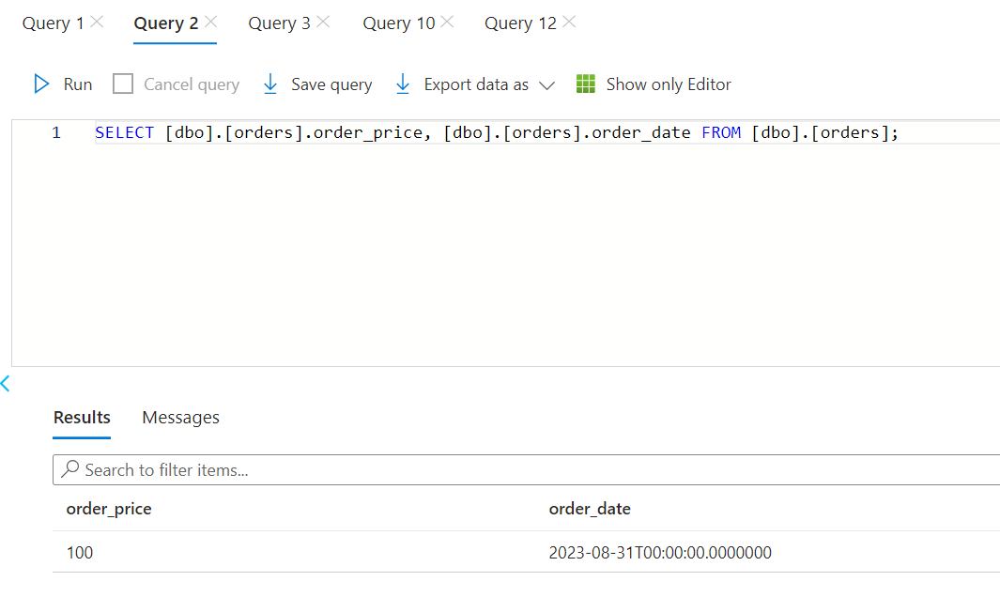 Query 1 Query 2 Query 3 Query 10 Query 12
Run Cancel query Save query Export data as Show only Editor
1 SELECT [dbo].[orders].order_price, [dbo].[orders].order_date FROM [dbo].[orders];
Results Messages
Search to filter items...
order_price order_date
100 2023-08-31T00:00:00.0000000